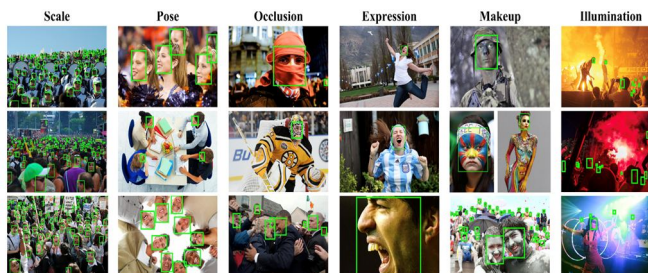 Scale
Pose
Occlusion
Expression
Makeup
Illumination